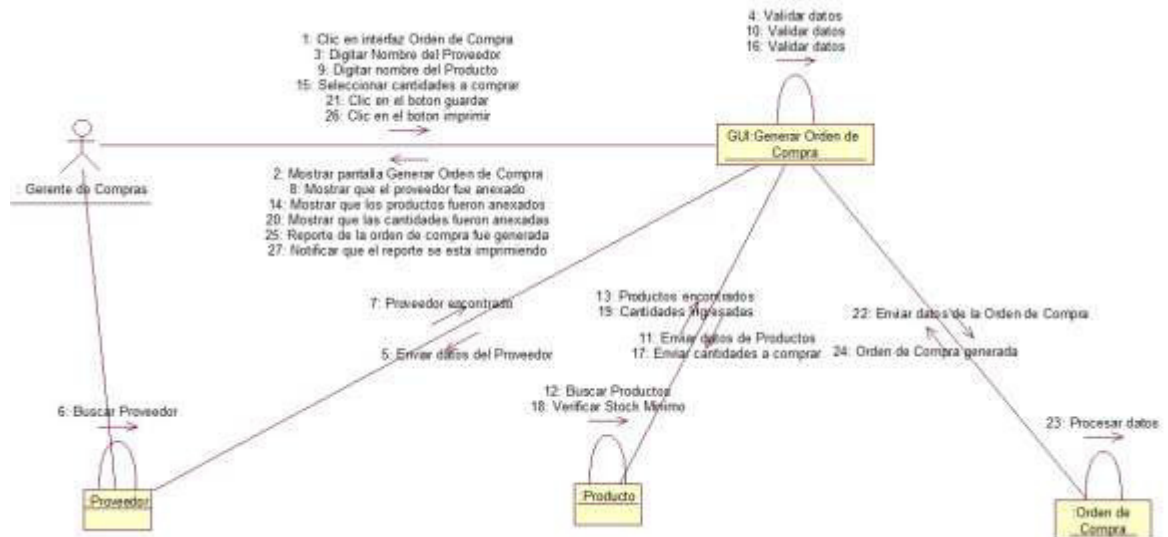 4: Validar datos
10: Validar datos
16: Validar datos
1: Clic en interfaz Orden de Compra
3: Digitar Nombre del Proveedor
9: Digitar nombre del Producto
15: Seleccionar cantidades a comprar
21: Clic en el boton guardar
26: Clic en el boton imprimir
GUI:Generar Orden de
Compra
: Gerente de Compras
2: Mostrar pantalla Generar Orden de Compra
8: Mostrar que el proveedor fue anexado
14: Mostrar que los productos fueron anexados
20: Mostrar que las cantidades fueron anexadas
25: Reporte de la orden de compra fue generada
27: Notificar que el reporte se esta imprimiendo
7: Proveedor encontrado
5: Enviar datos del Proveedor
13: Productos encontrados
19: Cantidades Ingresadas
11: Enviar datos de Productos
17: Enviar cantidades a comprar
22: Enviar datos de la Orden de Compra
24: Orden de Compra generada
6: Buscar Proveedor
12: Buscar Productos
18: Verificar Stock Minimo
23: Procesar datos
:Proveedor
:Producto
:Orden de
Compra